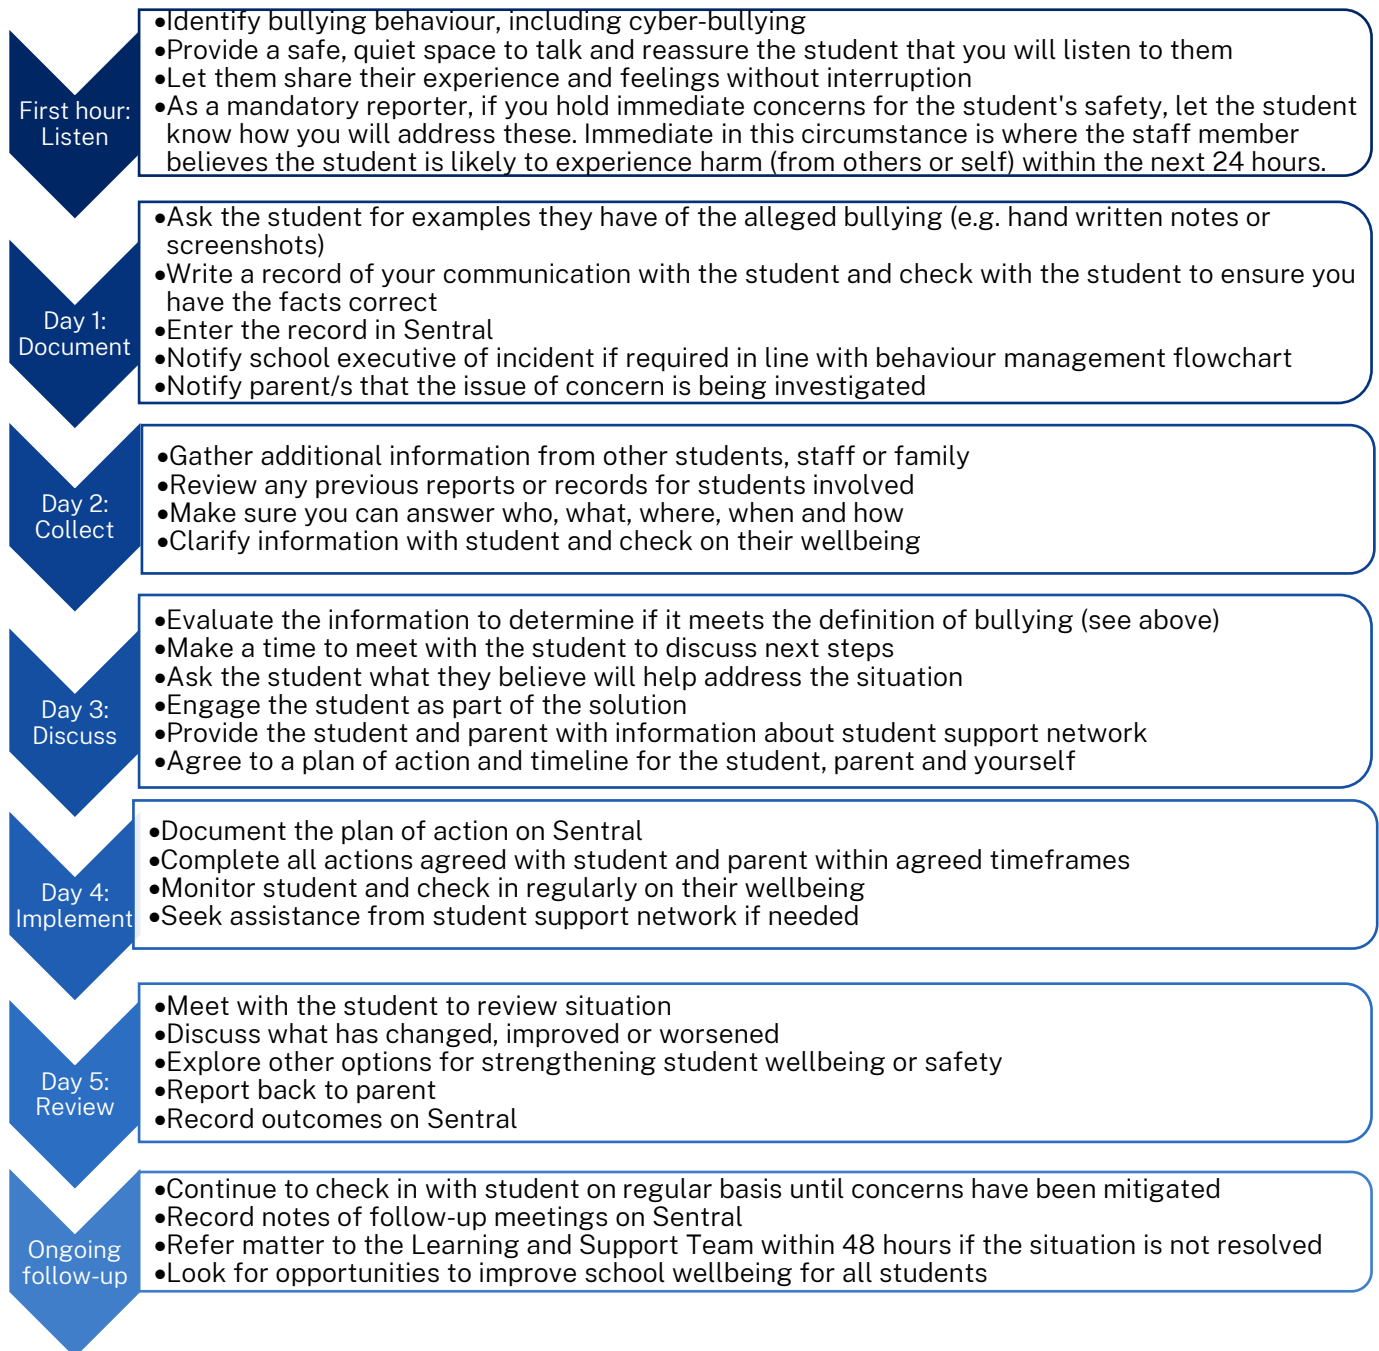 First hour:
Listen
•Identify bullying behaviour, including cyber-bullying
•Provide a safe, quiet space to talk and reassure the student that you will listen to them
•Let them share their experience and feelings without interruption
•As a mandatory reporter, if you hold immediate concerns for the student's safety, let the student
know how you will address these. Immediate in this circumstance is where the staff member
believes the student is likely to experience harm (from others or self) within the next 24 hours.
Day 1:
Document
•Ask the student for examples they have of the alleged bullying (e.g. hand written notes or
screenshots)
•Write a record of your communication with the student and check with the student to ensure you
have the facts correct
•Enter the record in Sentral
•Notify school executive of incident if required in line with behaviour management flowchart
•Notify parent/s that the issue of concern is being investigated
Day 2:
Collect
•Gather additional information from other students, staff or family
•Review any previous reports or records for students involved
•Make sure you can answer who, what, where, when and how
•Clarify information with student and check on their wellbeing
Day 3:
Discuss
•Evaluate the information to determine if it meets the definition of bullying (see above)
•Make a time to meet with the student to discuss next steps
•Ask the student what they believe will help address the situation
•Engage the student as part of the solution
•Provide the student and parent with information about student support network
•Agree to a plan of action and timeline for the student, parent and yourself
Day 4:
Implement
•Document the plan of action on Sentral
•Complete all actions agreed with student and parent within agreed timeframes
•Monitor student and check in regularly on their wellbeing
•Seek assistance from student support network if needed
Day 5:
Review
•Meet with the student to review situation
•Discuss what has changed, improved or worsened
•Explore other options for strengthening student wellbeing or safety
•Report back to parent
•Record outcomes on Sentral
Ongoing
follow-up
•Continue to check in with student on regular basis until concerns have been mitigated
•Record notes of follow-up meetings on Sentral
•Refer matter to the Learning and Support Team within 48 hours if the situation is not resolved
•Look for opportunities to improve school wellbeing for all students